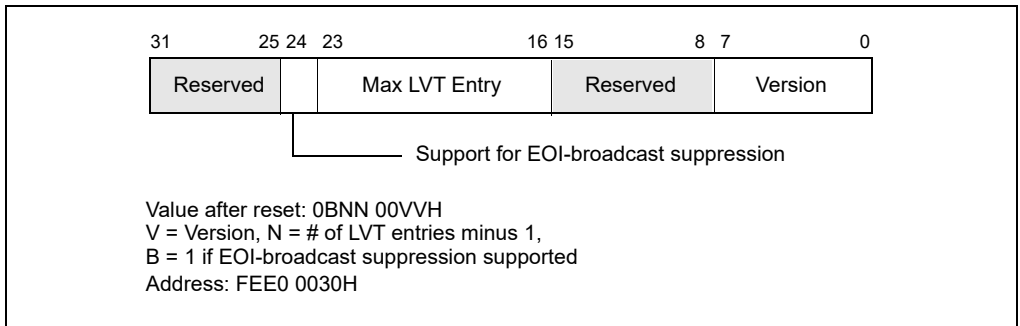 31 25 24 23 16 15 8 7 0
Reserved Max LVT Entry Reserved Version
Support for EOI-broadcast suppression
Value after reset: 0BNN 00VVH
V = Version, N = # of LVT entries minus 1,
B = 1 if EOI-broadcast suppression supported
Address: FEE0 0030H